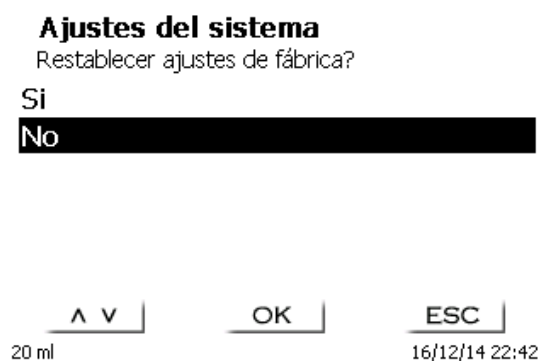 Ajustes del sistema
Restablecer ajustes de fábrica?
Si
No
∧ ∨ OK ESC
20 ml 16/12/14 22:42